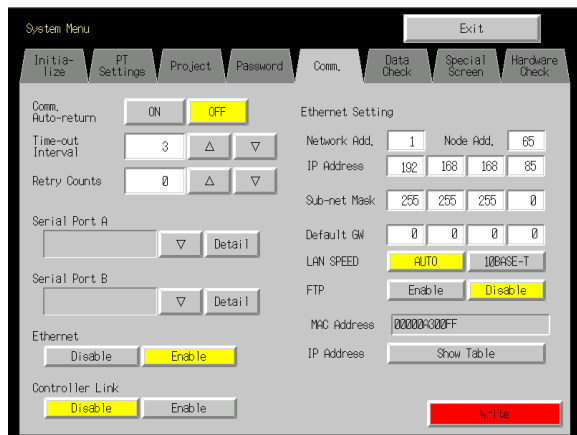 System Menu
Exit
Initia-
lize
PT
Settings
Project
Password
Comm.
Data
Check
Special
Screen
Hardware
Check
Comm.
Auto-return
ON
OFF
Time-out
Interval
3
△
▽
Retry Counts
0
△
▽
Serial Port A
▽
Detail
Serial Port B
▽
Detail
Ethernet
Disable
Enable
Controller Link
Disable
Enable
Ethernet Setting
Network Add. 1 Node Add. 65
IP Address 192 168 168 85
Sub-net Mask 255 255 255 0
Default GW 0 0 0 0
LAN SPEED AUTO 10BASE-T
FTP Enable Disable
MAC Address 00000A300FF
IP Address Show Table
Write